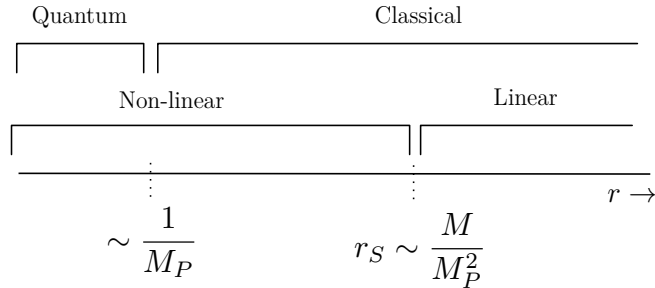 Quantum Classical
Non-linear Linear
r →
∼ 1/M_P r_S ∼ M/M_P^2